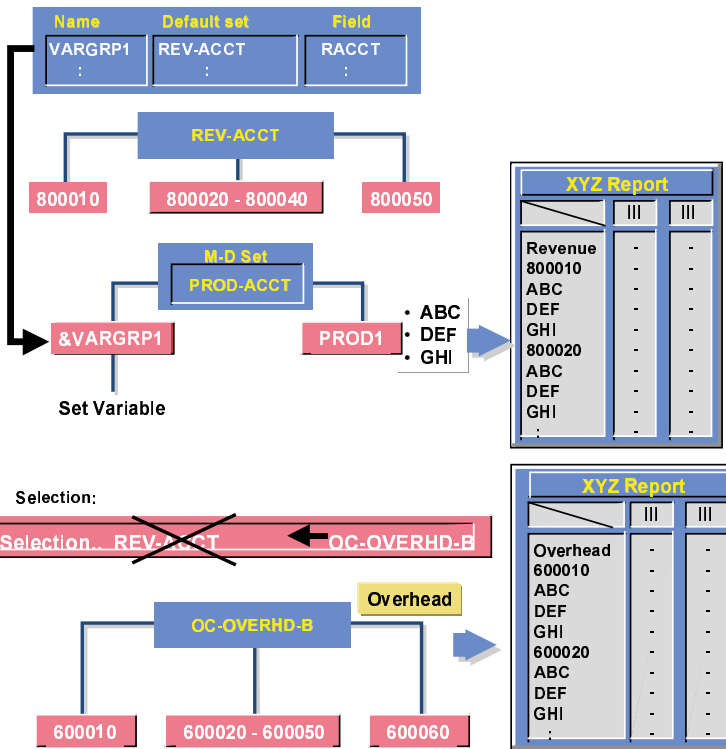 Name Default set Field
VARGRP1 REV-ACCT RACCT
: : :
REV-ACCT
800010 800020 - 800040 800050
M-D Set
PROD-ACCT
&VARGRP1 PROD1
• ABC
• DEF
• GHI
Set Variable
XYZ Report
III III
Revenue - -
800010 - -
ABC - -
DEF - -
GHI - -
800020 - -
ABC - -
DEF - -
GHI - -
: - -
Selection:
Selection.. REV-ACCT OC-OVERHD-B
Overhead
OC-OVERHD-B
600010 600020 - 600050 600060
XYZ Report
III III
Overhead - -
600010 - -
ABC - -
DEF - -
GHI - -
600020 - -
ABC - -
DEF - -
GHI - -
: - -